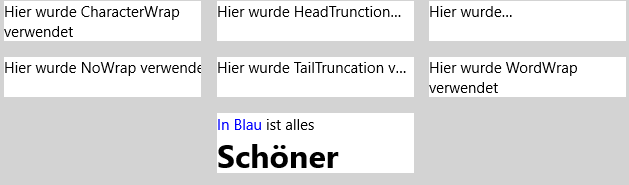 Hier wurde CharacterWrap
verwendet
Hier wurde HeadTrunction...
Hier wurde...
Hier wurde NoWrap verwende
Hier wurde TailTruncation v...
Hier wurde WordWrap
verwendet
In Blau ist alles
Schöner